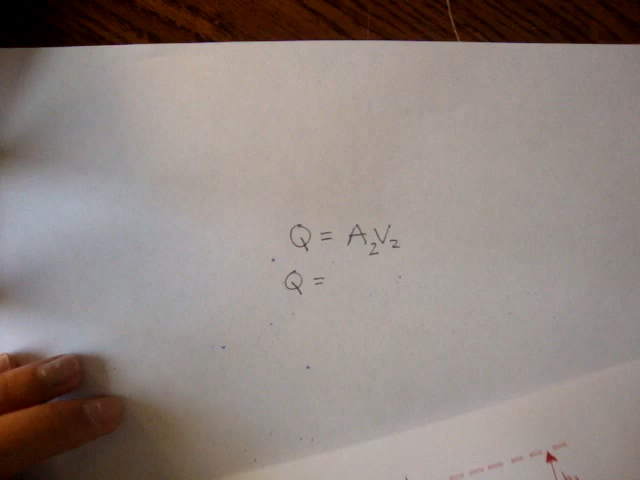 Q = A₂V₂
Q =